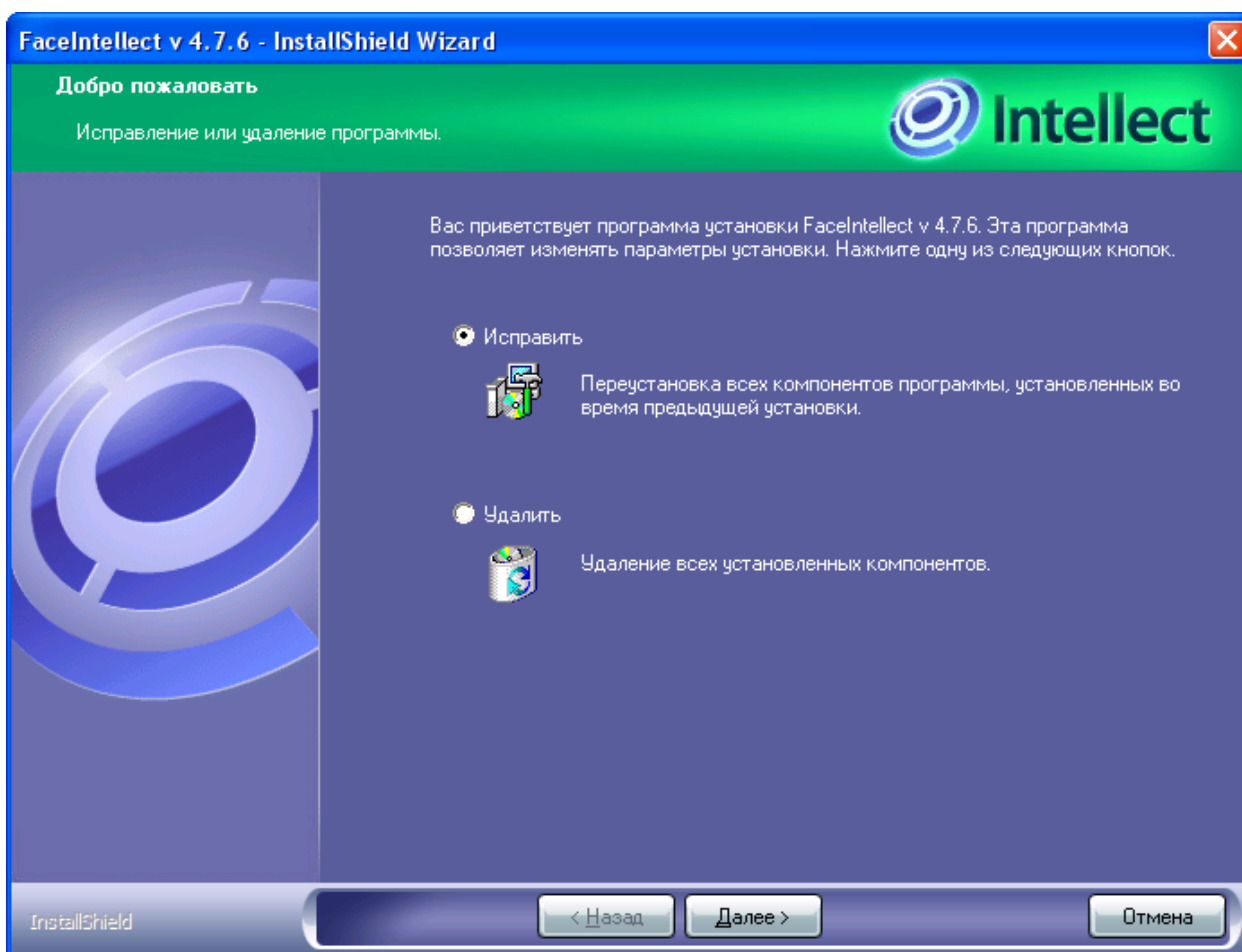 FaceIntellect v 4.7.6 - InstallShield Wizard
Добро пожаловать
Исправление или удаление программы.
Intellect
Вас приветствует программа установки FaceIntellect v 4.7.6. Эта программа
позволяет изменять параметры установки. Нажмите одну из следующих кнопок.
Исправить
Переустановка всех компонентов программы, установленных во
время предыдущей установки.
Удалить
Удаление всех установленных компонентов.
InstallShield
< Назад
Далее >
Отмена